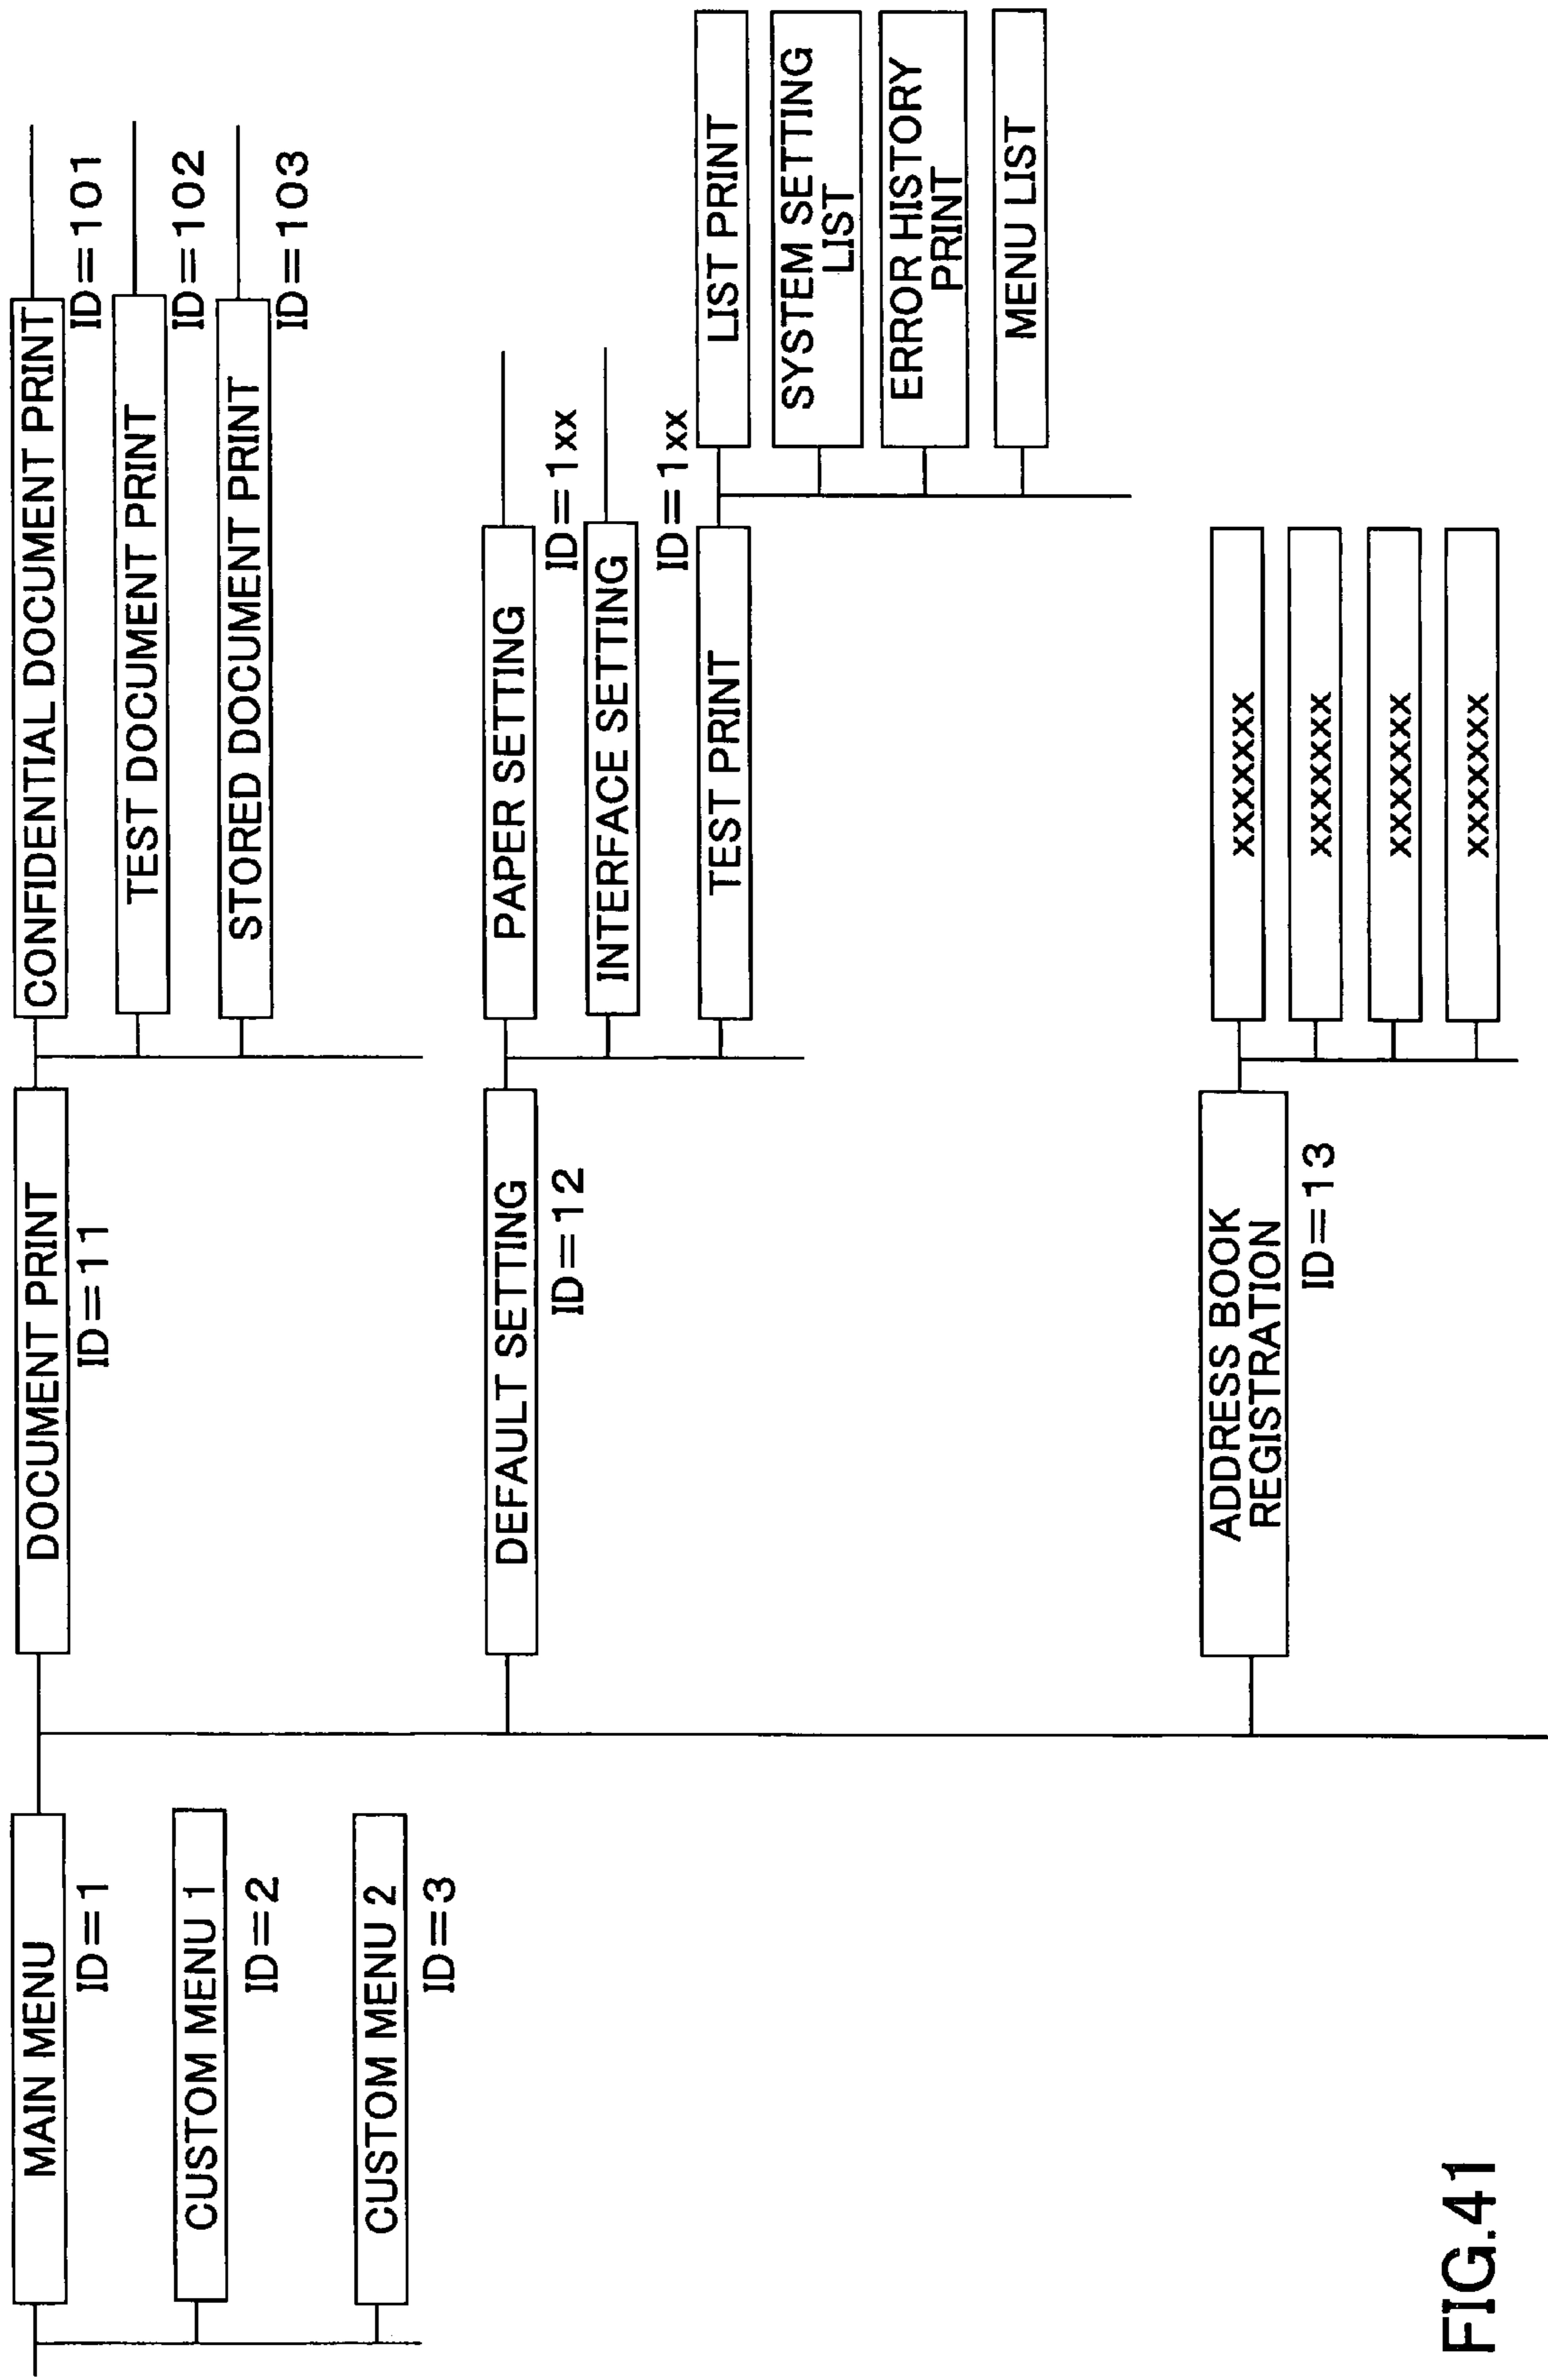 MAIN MENU
ID=1
CUSTOM MENU 1
ID=2
CUSTOM MENU 2
ID=3
DOCUMENT PRINT
ID=11
DEFAULT SETTING
ID=12
ADDRESS BOOK
REGISTRATION
ID=13
CONFIDENTIAL DOCUMENT PRINT
ID=101
TEST DOCUMENT PRINT
ID=102
STORED DOCUMENT PRINT
ID=103
PAPER SETTING
ID=1xx
INTERFACE SETTING
ID=1xx
TEST PRINT
LIST PRINT
SYSTEM SETTING
LIST
ERROR HISTORY
PRINT
MENU LIST
xxxxxxx
xxxxxxx
xxxxxxx
xxxxxxx
FIG.41